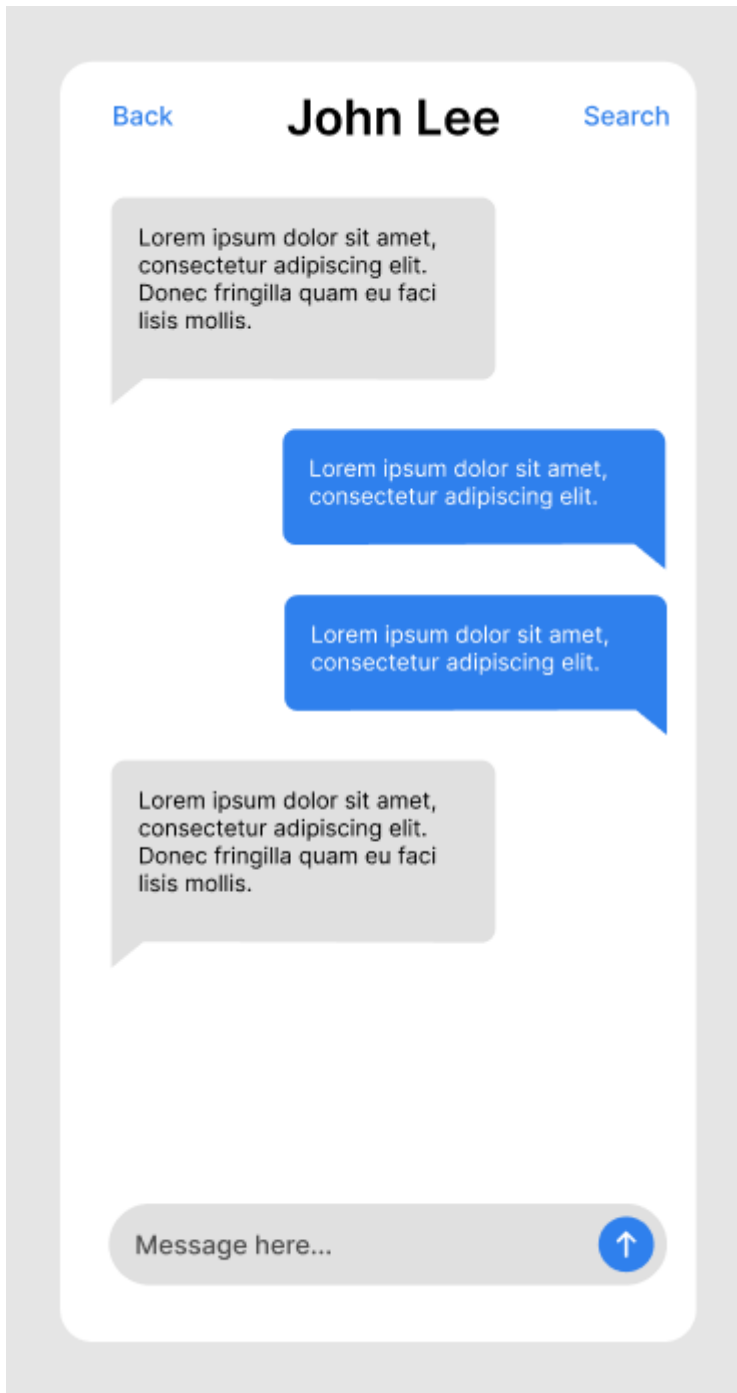 Back John Lee Search
Lorem ipsum dolor sit amet,
consectetur adipiscing elit.
Donec fringilla quam eu faci
lisis mollis.
Lorem ipsum dolor sit amet,
consectetur adipiscing elit.
Lorem ipsum dolor sit amet,
consectetur adipiscing elit.
Lorem ipsum dolor sit amet,
consectetur adipiscing elit.
Donec fringilla quam eu faci
lisis mollis.
Message here...